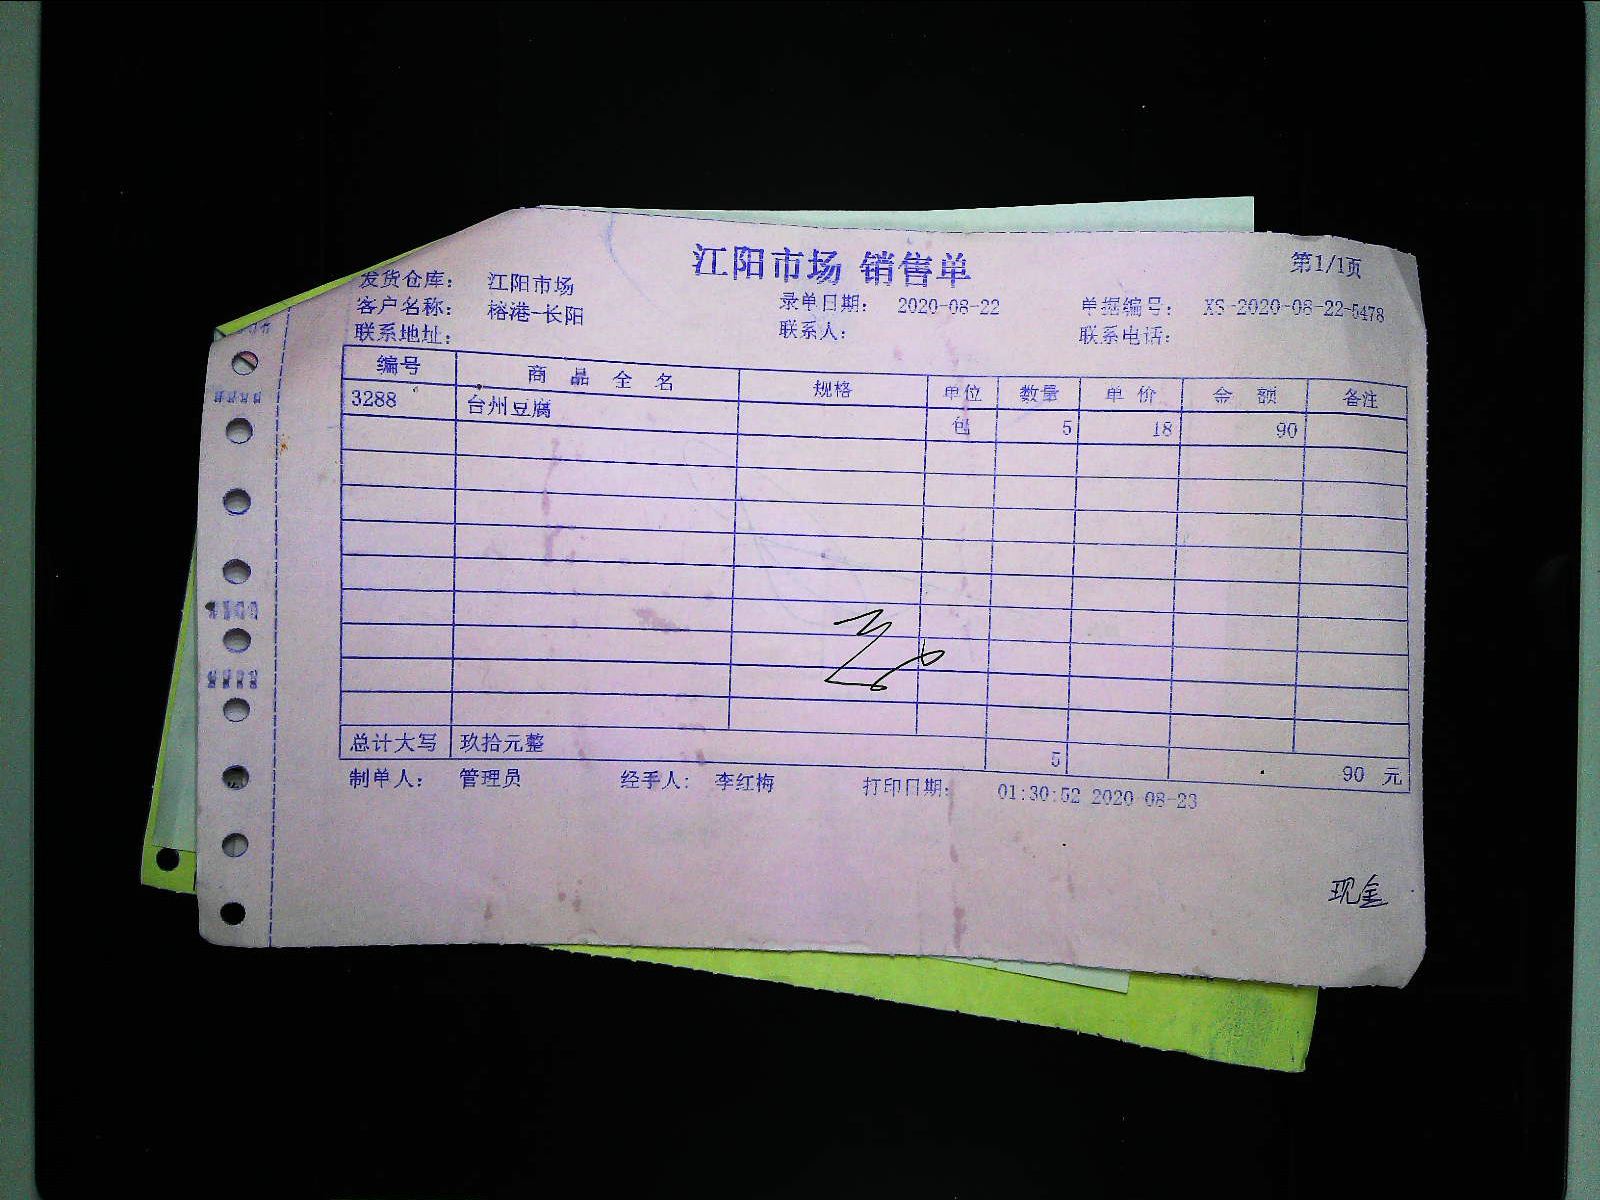 江阳市场 销售单
第1/1页
发货仓库： 江阳市场
客户名称： 榕港-长阳 录单日期： 2020-08-22 单据编号： XS-2020-08-22-5478
联系地址： 联系人： 联系电话：
编号 商品全名 规格 单位 数量 单价 金额 备注
3288 台州豆腐 包 5 18 90
总计大写 玖拾元整 5 90 元
制单人： 管理员 经手人： 李红梅 打印日期： 01:30:52 2020-08-23
现金